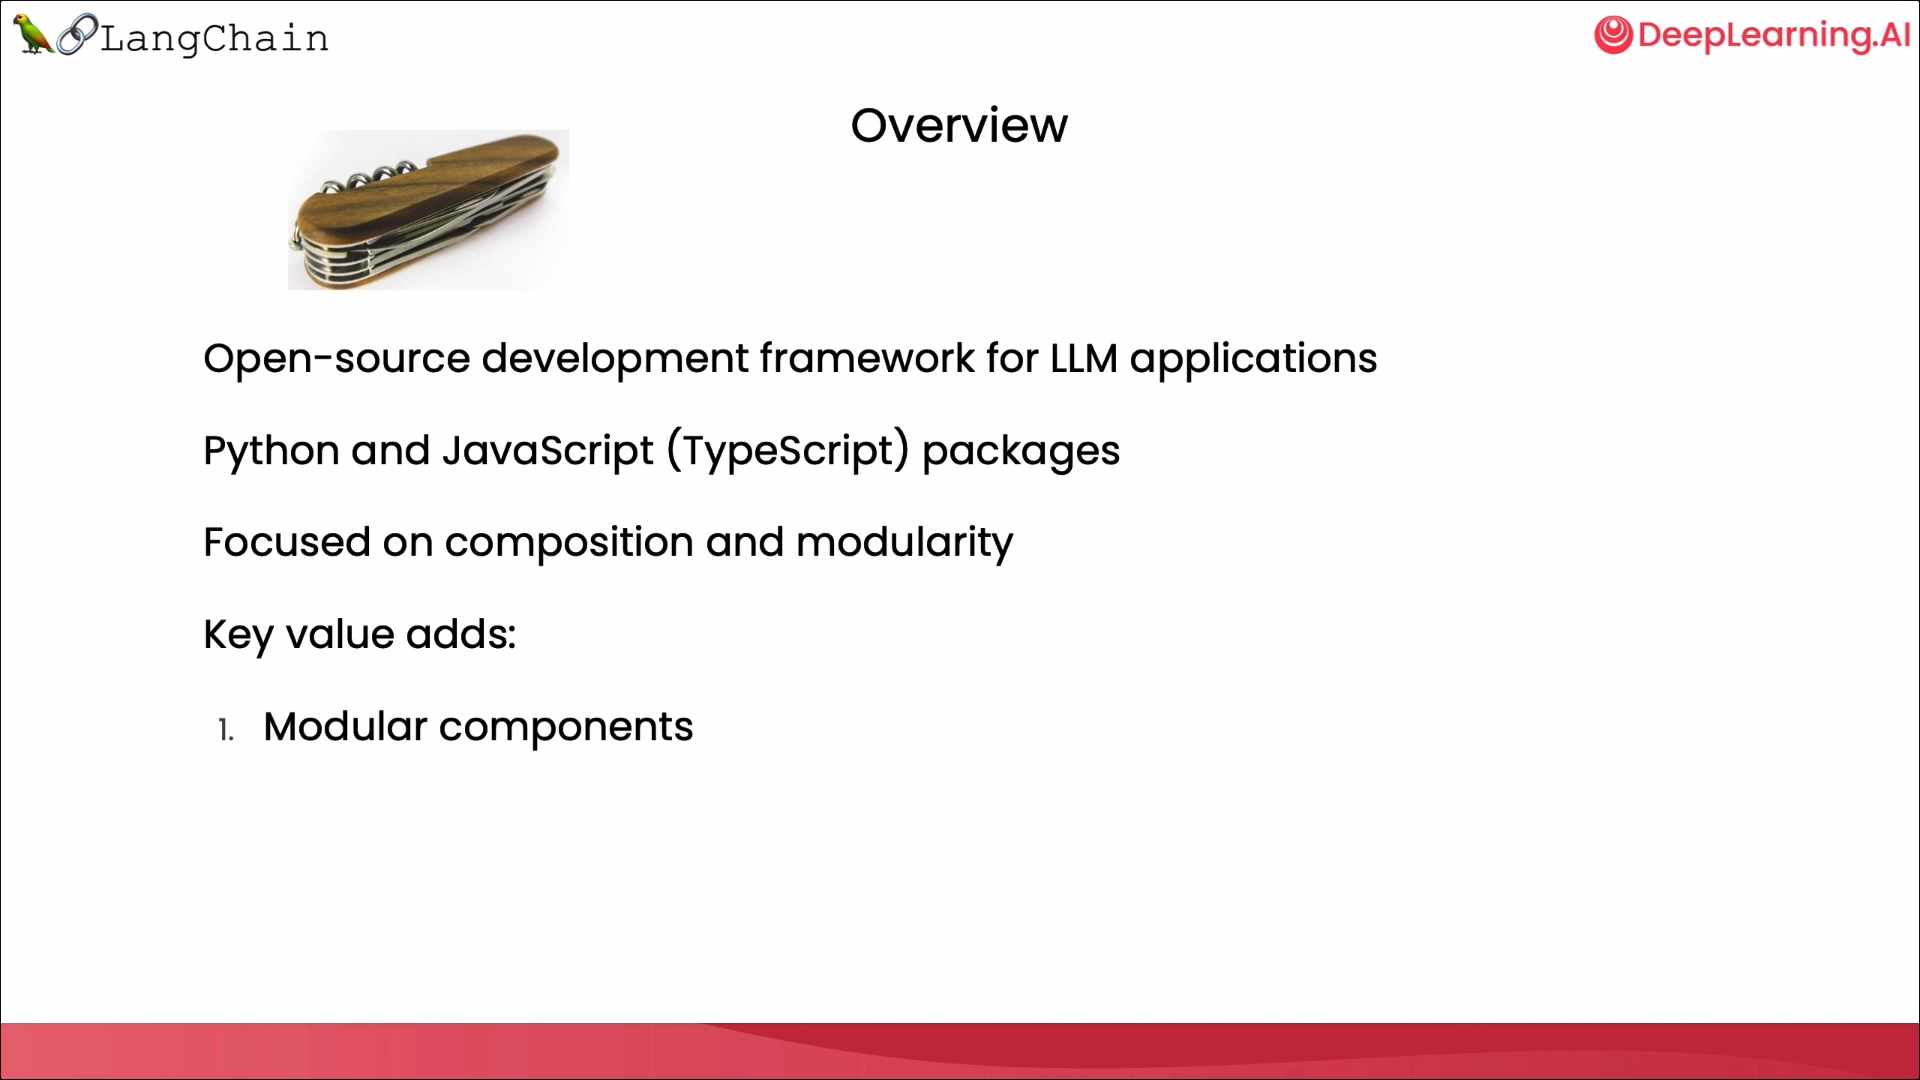 LangChain
DeepLearning.AI
Overview
Open-source development framework for LLM applications
Python and JavaScript (TypeScript) packages
Focused on composition and modularity
Key value adds:
1. Modular components